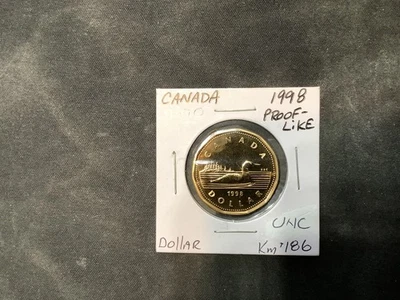 CANADA 1998
PROOF-
LIKE
CANADA
1998
DOLLAR
UNC
DOllAR Km#186